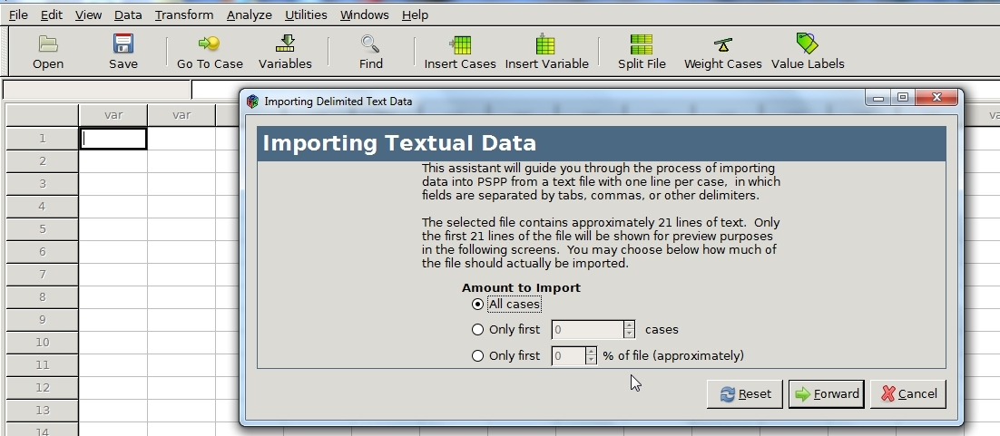 File Edit View Data Transform Analyze Utilities Windows Help
Open Save Go To Case Variables Find Insert Cases Insert Variable Split File Weight Cases Value Labels
Importing Delimited Text Data
var var va
1
2
3
4
5
6
7
8
9
10
11
12
13
14
Importing Textual Data
This assistant will guide you through the process of importing
data into PSPP from a text file with one line per case,  in which
fields are separated by tabs, commas, or other delimiters.
The selected file contains approximately 21 lines of text.  Only
the first 21 lines of the file will be shown for preview purposes
in the following screens.  You may choose below how much of
the file should actually be imported.
Amount to Import
All cases
Only first 0 cases
Only first 0 % of file (approximately)
Reset Forward Cancel